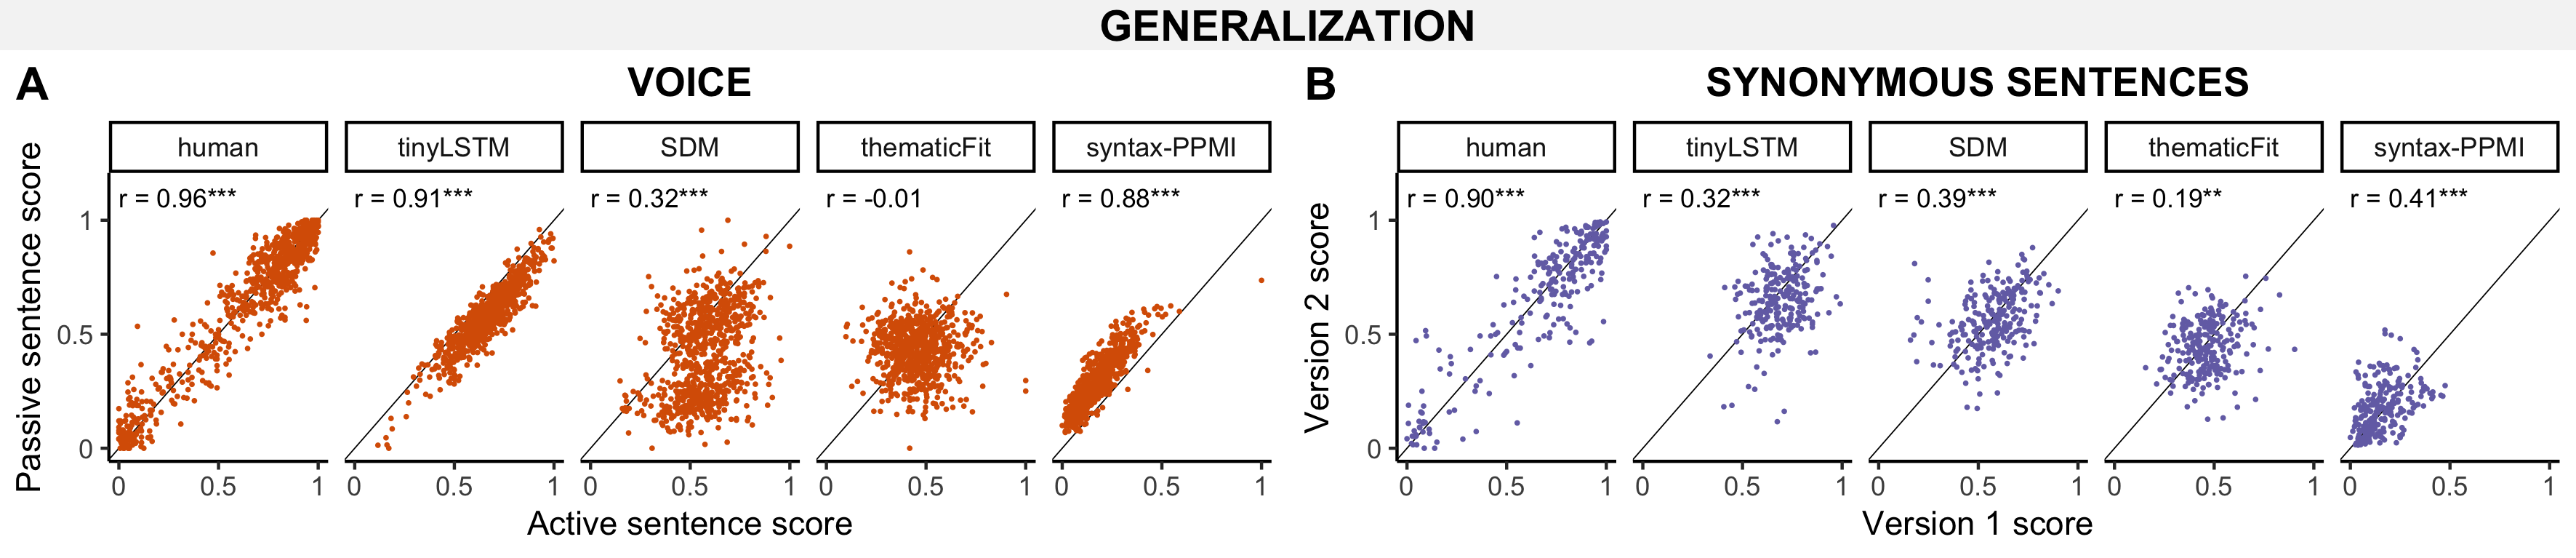 GENERALIZATION
A
VOICE
B
SYNONYMOUS SENTENCES
human
tinyLSTM
SDM
thematicFit
syntax-PPMI
human
tinyLSTM
SDM
thematicFit
syntax-PPMI
r = 0.96***
r = 0.91***
r = 0.32***
r = -0.01
r = 0.88***
r = 0.90***
r = 0.32***
r = 0.39***
r = 0.19**
r = 0.41***
Passive sentence score
1
0.5
0
0 0.5 1
0 0.5 1
0 0.5 1
0 0.5 1
0 0.5 1
Active sentence score
Version 2 score
1
0.5
0
0 0.5 1
0 0.5 1
0 0.5 1
0 0.5 1
0 0.5 1
Version 1 score